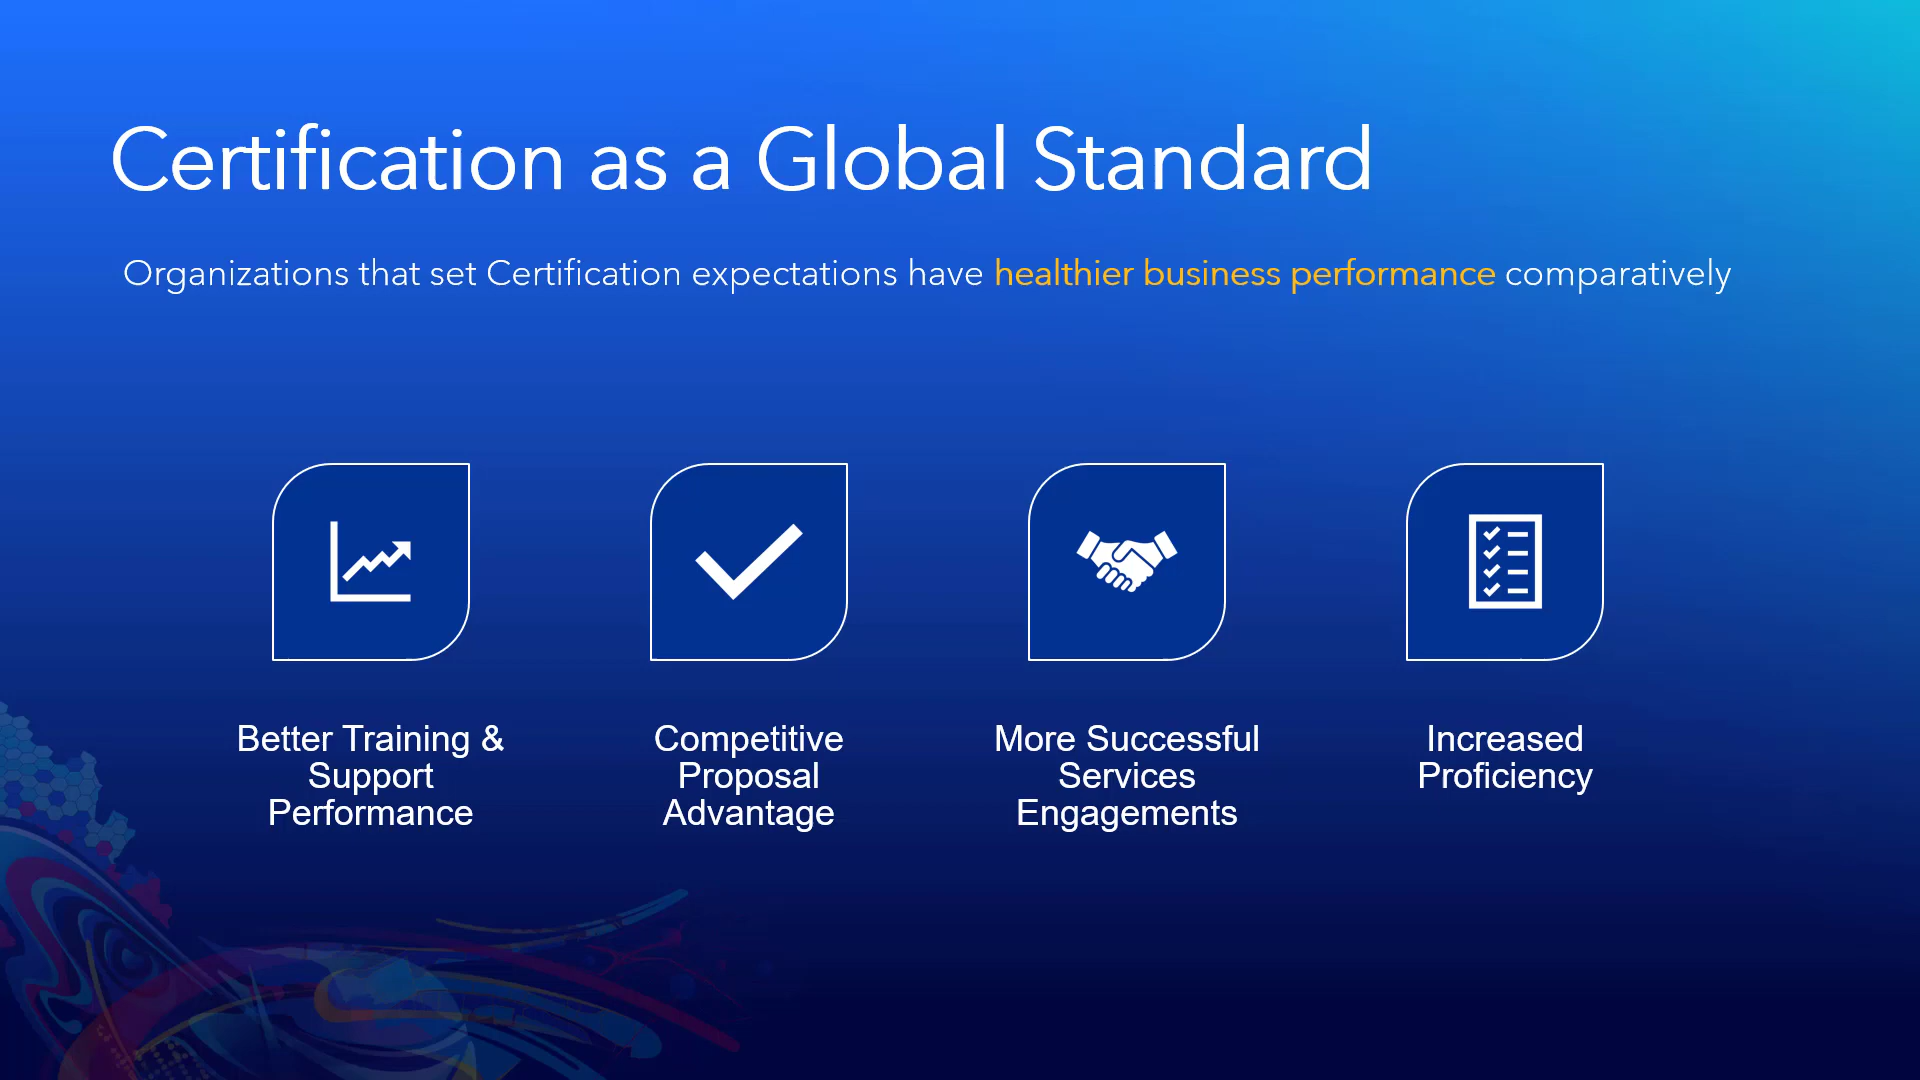 Certification as a Global Standard
Organizations that set Certification expectations have healthier business performance comparatively
Better Training &
Support
Performance
Competitive
Proposal
Advantage
More Successful
Services
Engagements
Increased
Proficiency